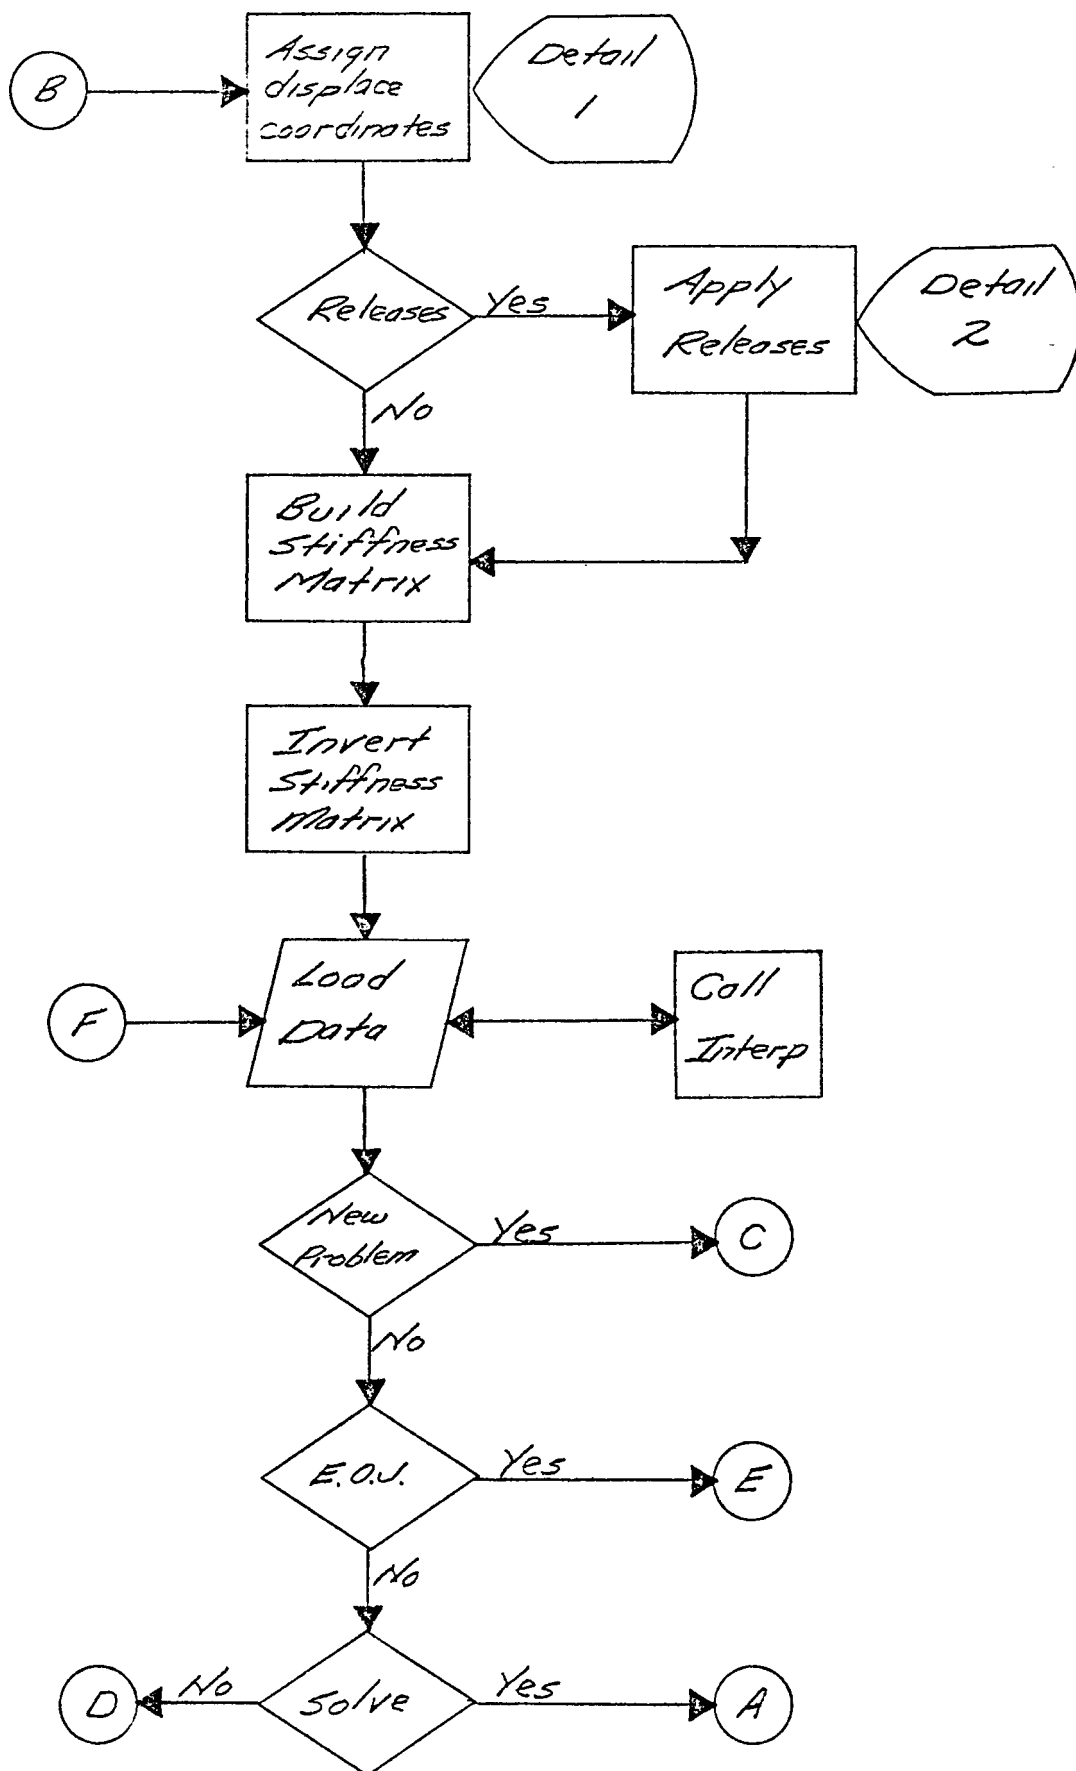 B
Assign
displace
coordinates
Detail
1
Releases
Yes
No
Apply
Releases
Detail
2
Build
Stiffness
Matrix
Invert
Stiffness
Matrix
F
Load
Data
Call
Interp
New
Problem
Yes
No
C
E.O.J.
Yes
No
E
Solve
No
Yes
D
A